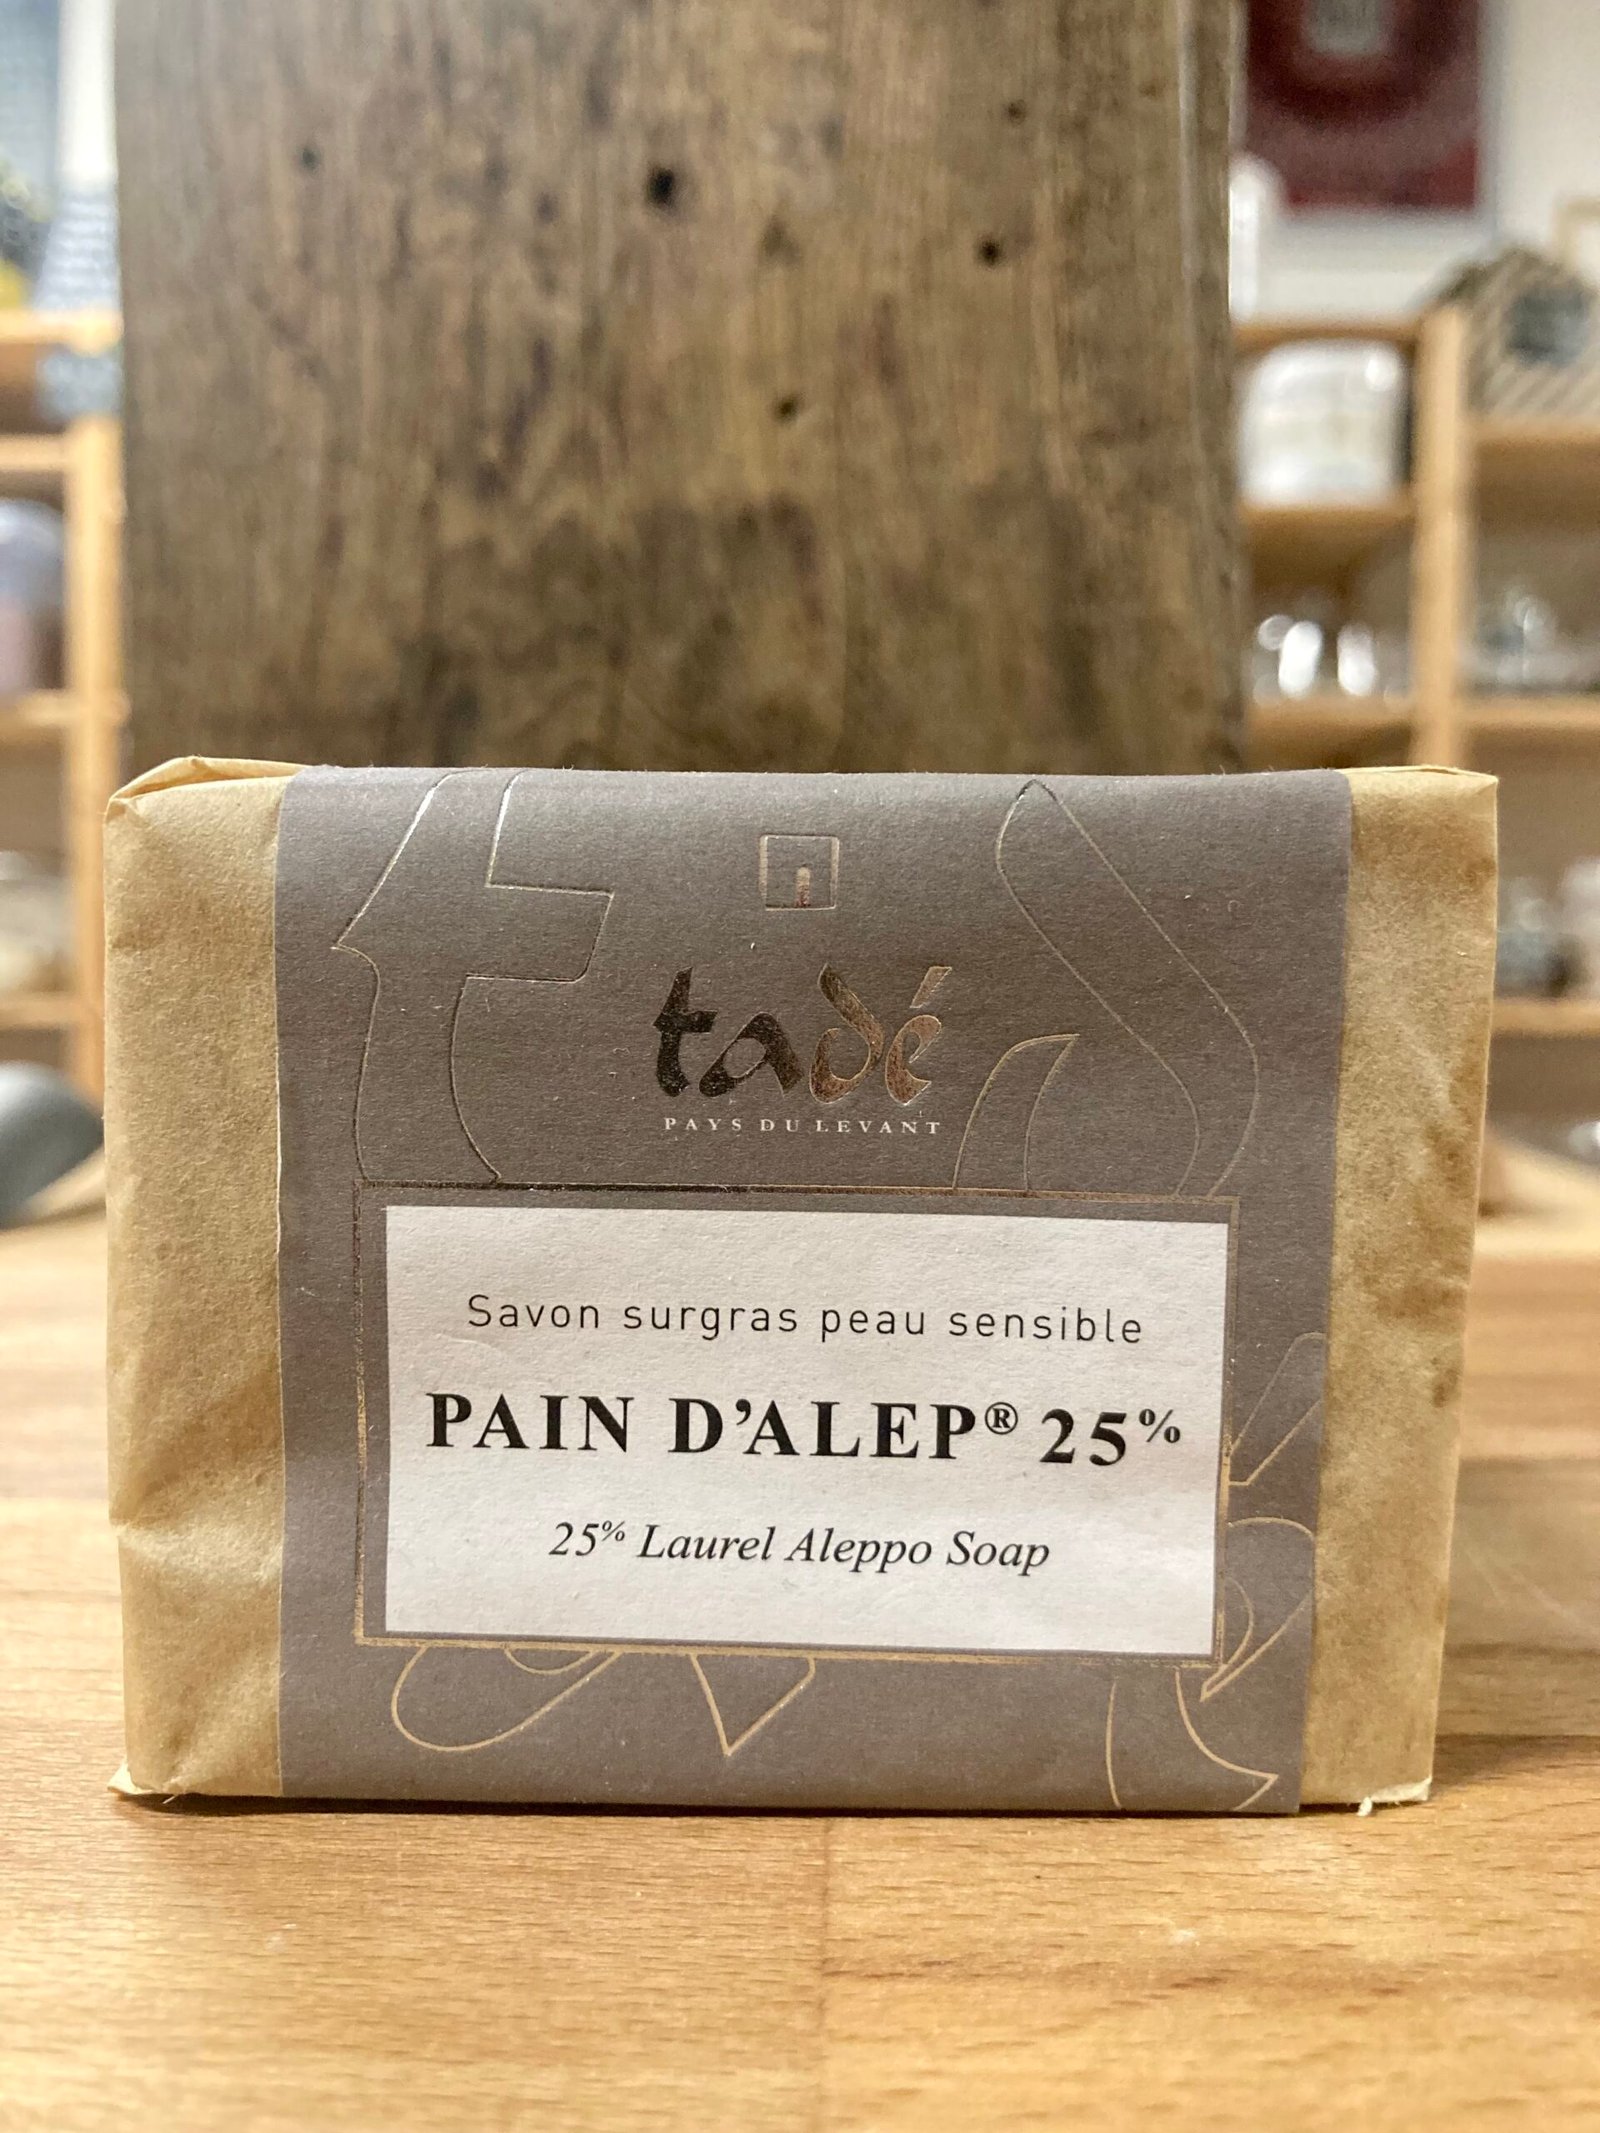 tadé
PAYS DU LEVANT
Savon surgras peau sensible
PAIN D'ALEP® 25%
25% Laurel Aleppo Soap